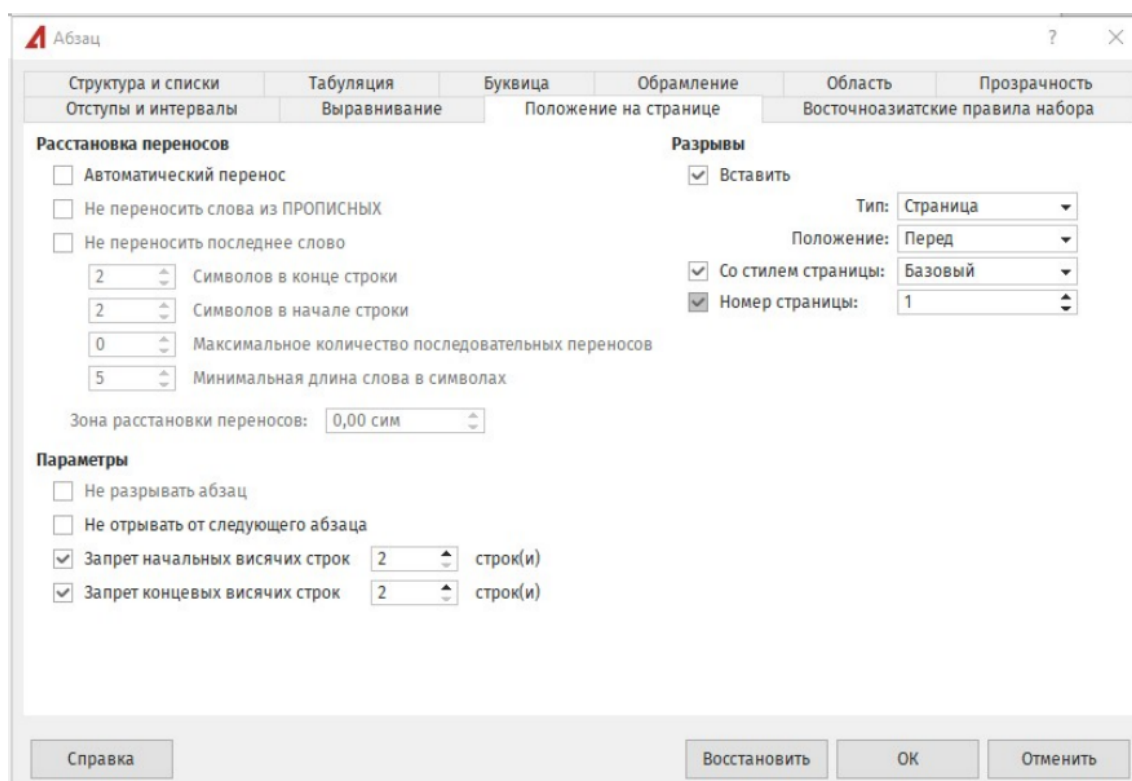 Абзац ?
Структура и списки Табуляция Буквица Обрамление Область Прозрачность
Отступы и интервалы Выравнивание Положение на странице Восточноазиатские правила набора
Расстановка переносов
Автоматический перенос
Не переносить слова из ПРОПИСНЫХ
Не переносить последнее слово
2 Символов в конце строки
2 Символов в начале строки
0 Максимальное количество последовательных переносов
5 Минимальная длина слова в символах
Зона расстановки переносов: 0,00 сим
Параметры
Не разрывать абзац
Не отрывать от следующего абзаца
Запрет начальных висячих строк 2 строк(и)
Запрет концевых висячих строк 2 строк(и)
Разрывы
Вставить
Тип: Страница
Положение: Перед
Со стилем страницы: Базовый
Номер страницы: 1
Справка Восстановить ОК Отменить